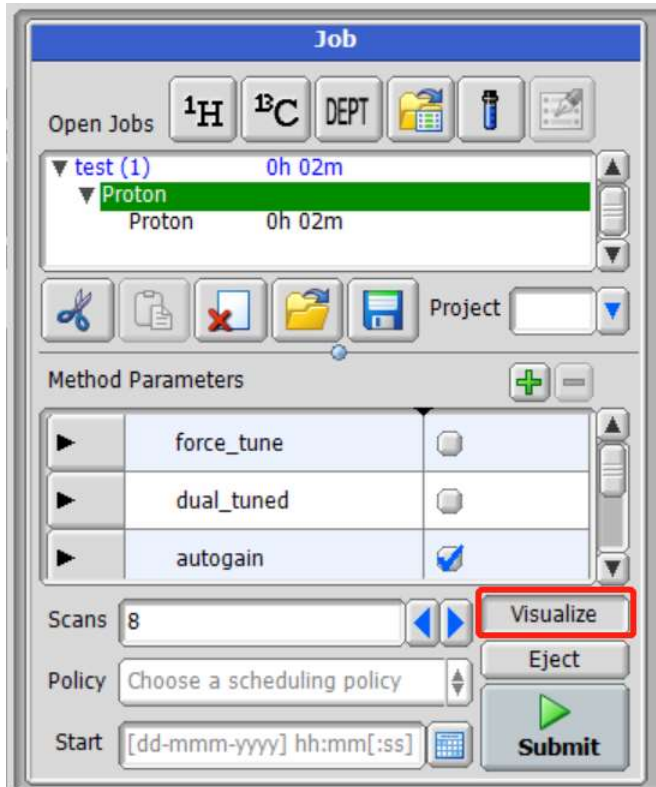 Job
Open Jobs ¹H ¹³C DEPT
test (1) 0h 02m
Proton
Proton 0h 02m
Project
Method Parameters
force_tune
dual_tuned
autogain
Scans 8 Visualize
Eject
Policy Choose a scheduling policy
Start [dd-mmm-yyyy] hh:mm[:ss] Submit